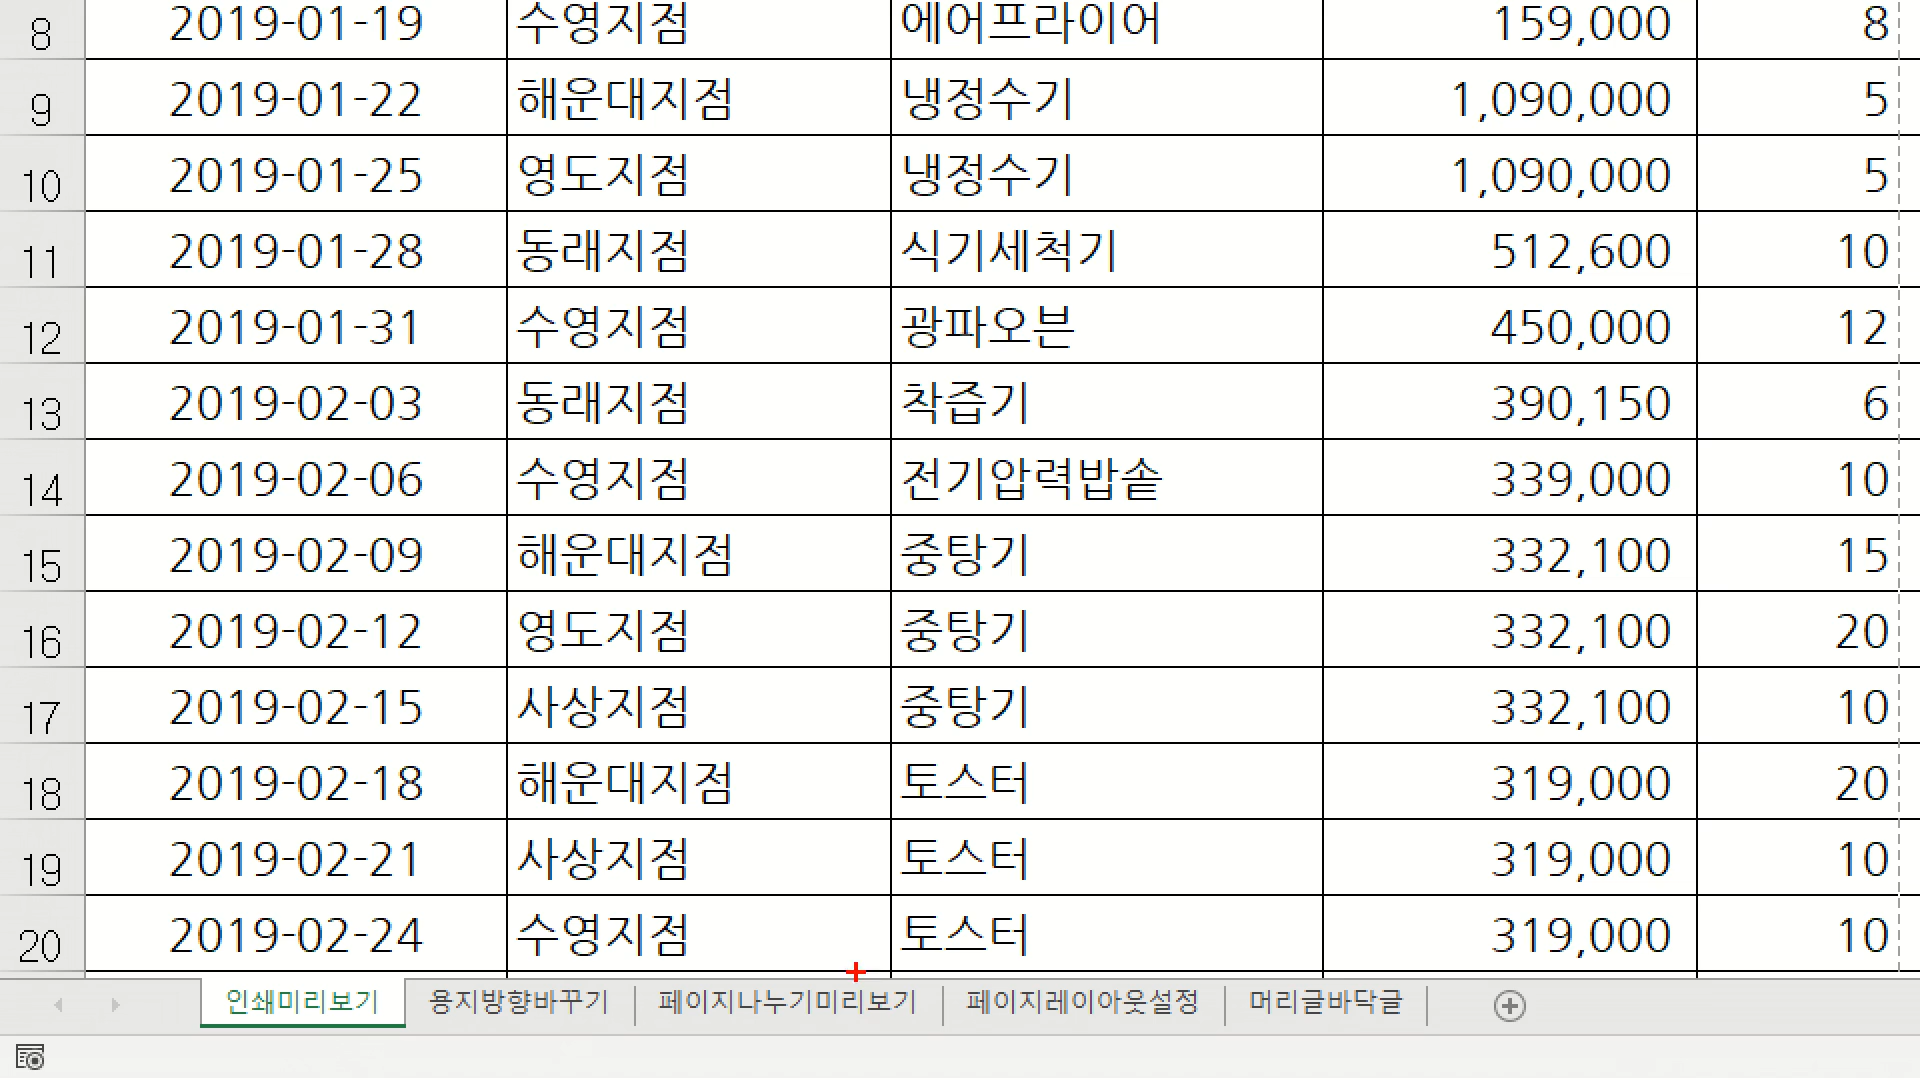 8 2019-01-19 수영지점 에어프라이어 159,000 8
9 2019-01-22 해운대지점 냉정수기 1,090,000 5
10 2019-01-25 영도지점 냉정수기 1,090,000 5
11 2019-01-28 동래지점 식기세척기 512,600 10
12 2019-01-31 수영지점 광파오븐 450,000 12
13 2019-02-03 동래지점 착즙기 390,150 6
14 2019-02-06 수영지점 전기압력밥솥 339,000 10
15 2019-02-09 해운대지점 중탕기 332,100 15
16 2019-02-12 영도지점 중탕기 332,100 20
17 2019-02-15 사상지점 중탕기 332,100 10
18 2019-02-18 해운대지점 토스터 319,000 20
19 2019-02-21 사상지점 토스터 319,000 10
20 2019-02-24 수영지점 토스터 319,000 10
인쇄미리보기 용지방향바꾸기 페이지나누기미리보기 페이지레이아웃설정 머리글바닥글